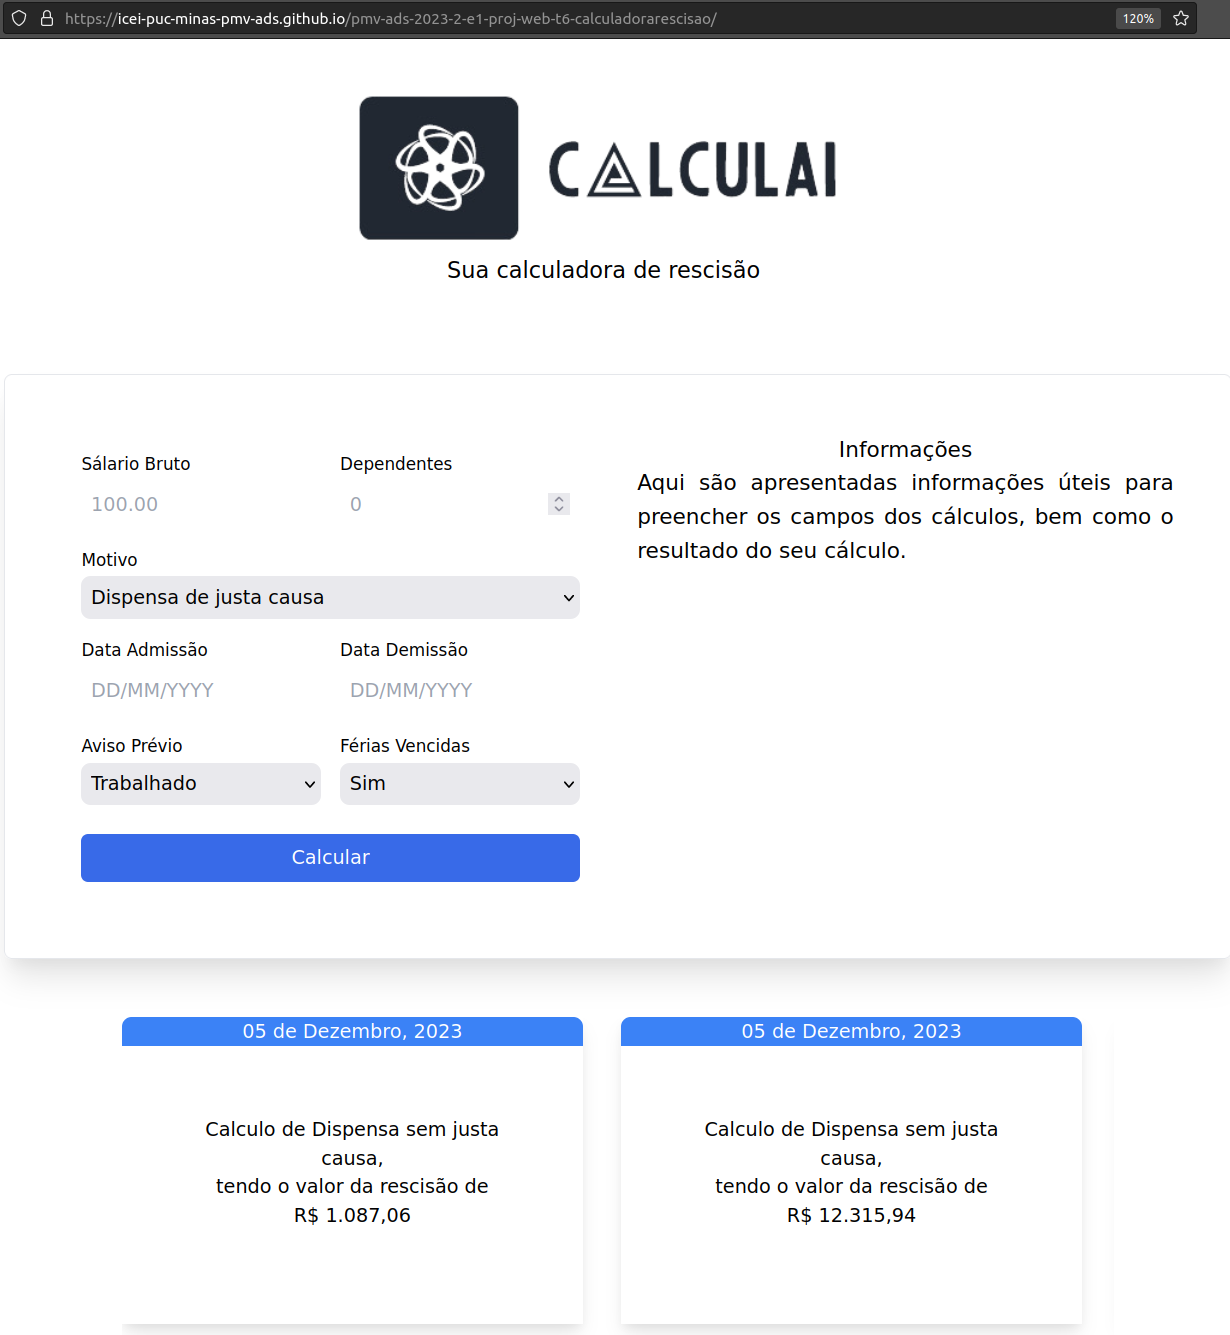 https://icei-puc-minas-pmv-ads.github.io/pmv-ads-2023-2-e1-proj-web-t6-calculadorarescisao/ 120%
CALCULAI
Sua calculadora de rescisão
Sálario Bruto Dependentes
100.00 0
Motivo
Dispensa de justa causa
Data Admissão Data Demissão
DD/MM/YYYY DD/MM/YYYY
Aviso Prévio Férias Vencidas
Trabalhado Sim
Calcular
Informações
Aqui são apresentadas informações úteis para
preencher os campos dos cálculos, bem como o
resultado do seu cálculo.
05 de Dezembro, 2023
Calculo de Dispensa sem justa
causa,
tendo o valor da rescisão de
R$ 1.087,06
05 de Dezembro, 2023
Calculo de Dispensa sem justa
causa,
tendo o valor da rescisão de
R$ 12.315,94